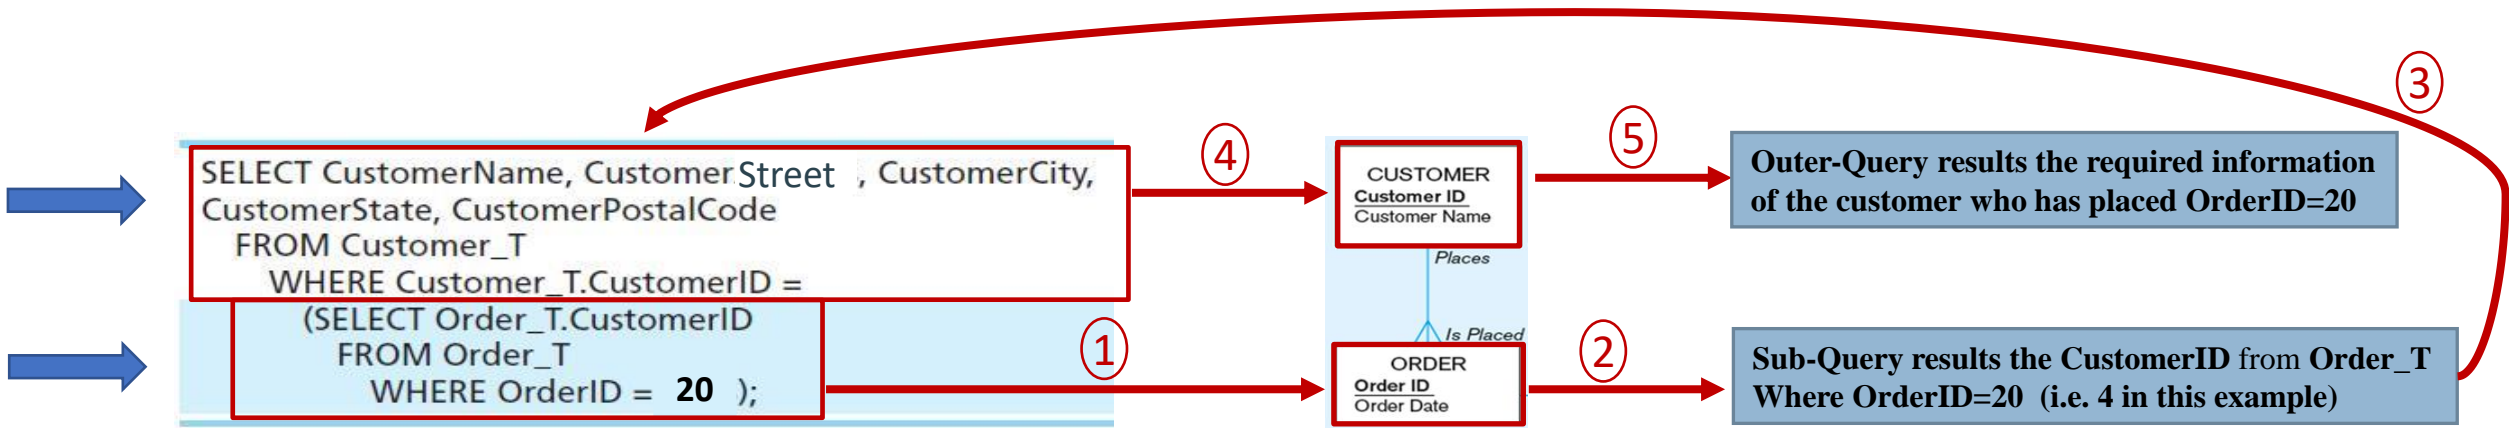 3
SELECT CustomerName, Customer Street , CustomerCity,
CustomerState, CustomerPostalCode
FROM Customer_T
WHERE Customer_T.CustomerID =
(SELECT Order_T.CustomerID
FROM Order_T
WHERE OrderID = 20 );
4
CUSTOMER
Customer ID
Customer Name
5
Outer-Query results the required information
of the customer who has placed OrderID=20
Places
Is Placed
1
ORDER
Order ID
Order Date
2
Sub-Query results the CustomerID from Order_T
Where OrderID=20 (i.e. 4 in this example)